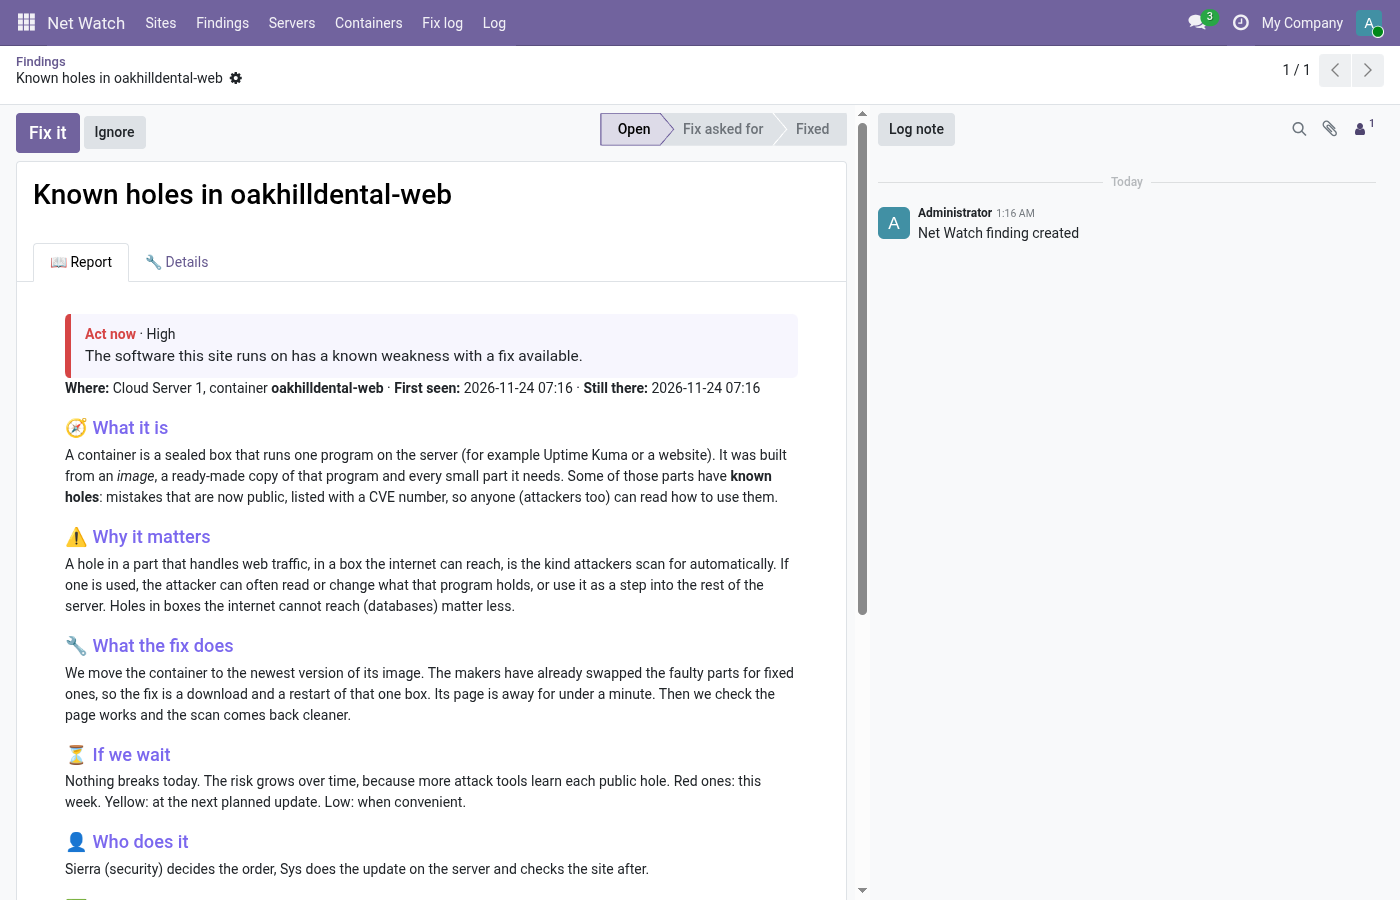 Net Watch Sites Findings Servers Containers Fix log Log 3 My Company A
Findings
Known holes in oakhilldental-web
1 / 1
Fix it Ignore Open Fix asked for Fixed
Log note 1
Known holes in oakhilldental-web
Report Details
Act now · High
The software this site runs on has a known weakness with a fix available.
Where: Cloud Server 1, container oakhilldental-web · First seen: 2026-11-24 07:16 · Still there: 2026-11-24 07:16
What it is
A container is a sealed box that runs one program on the server (for example Uptime Kuma or a website). It was built
from an image, a ready-made copy of that program and every small part it needs. Some of those parts have known
holes: mistakes that are now public, listed with a CVE number, so anyone (attackers too) can read how to use them.
Why it matters
A hole in a part that handles web traffic, in a box the internet can reach, is the kind attackers scan for automatically. If
one is used, the attacker can often read or change what that program holds, or use it as a step into the rest of the
server. Holes in boxes the internet cannot reach (databases) matter less.
What the fix does
We move the container to the newest version of its image. The makers have already swapped the faulty parts for fixed
ones, so the fix is a download and a restart of that one box. Its page is away for under a minute. Then we check the
page works and the scan comes back cleaner.
If we wait
Nothing breaks today. The risk grows over time, because more attack tools learn each public hole. Red ones: this
week. Yellow: at the next planned update. Low: when convenient.
Who does it
Sierra (security) decides the order, Sys does the update on the server and checks the site after.
Today
A
Administrator 1:16 AM
Net Watch finding created